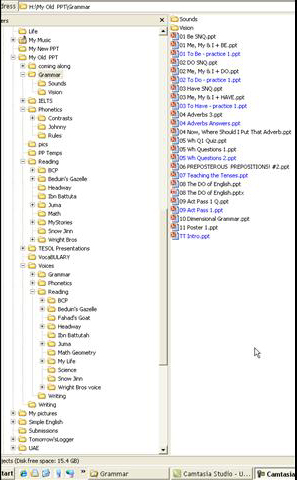 dress H:\My Old PPT\Grammar
ers
Life
My Music
My New PPT
My Old PPT
coming along
Grammar
Sounds
Vision
IELTS
Phonetics
Contrasts
Johnny
Rules
pics
PP Temps
Reading
BCP
Beduin's Gazelle
Headway
Ibn Battuta
Juma
Math
MyStories
Snow Jinn
Wright Bros
TESOL Presentations
VocaBULARY
Voices
Grammar
Phonetics
Reading
BCP
Beduin's Gazelle
Fahad's Goat
Headway
Ibn Battutah
Juma
Math Geometry
My Life
Science
Snow Jinn
Wright Bros voice
Writing
Writing
My pictures
Simple English
Submissions
Tomorrow'sLogger
UAE
Sounds
Vision
01 Be SNQ.ppt
01 Me, My & I + BE.ppt
01 To Be - practice 1.ppt
02 DO SNQ.ppt
02 Me, My & I + DO.ppt
02 To Do - practice 1.ppt
03 Have SNQ.ppt
03 Me, My & I + HAVE.ppt
03 To Have - practice 1.ppt
04 Adverbs 3.ppt
04 Adverbs Answers.ppt
04 Now, Where Should I Put That Adverb.ppt
05 Wh Q1 Quiz.ppt
05 Wh Questions 1.ppt
05 Wh Questions 2.ppt
06 PREPOSTEROUS PREPOSITIONS! #2.ppt
07 Teaching the Tenses.ppt
08 The DO of English.ppt
08 The DO of English.pptx
09 Act Pass 1 Q.ppt
09 Act Pass 1.ppt
10 Dimensional Grammar.ppt
11 Poster 1.ppt
TT Intro.ppt
jects (Disk free space: 15.4 GB)
tart
Grammar
Camtasia Studio - U...
Camtasia